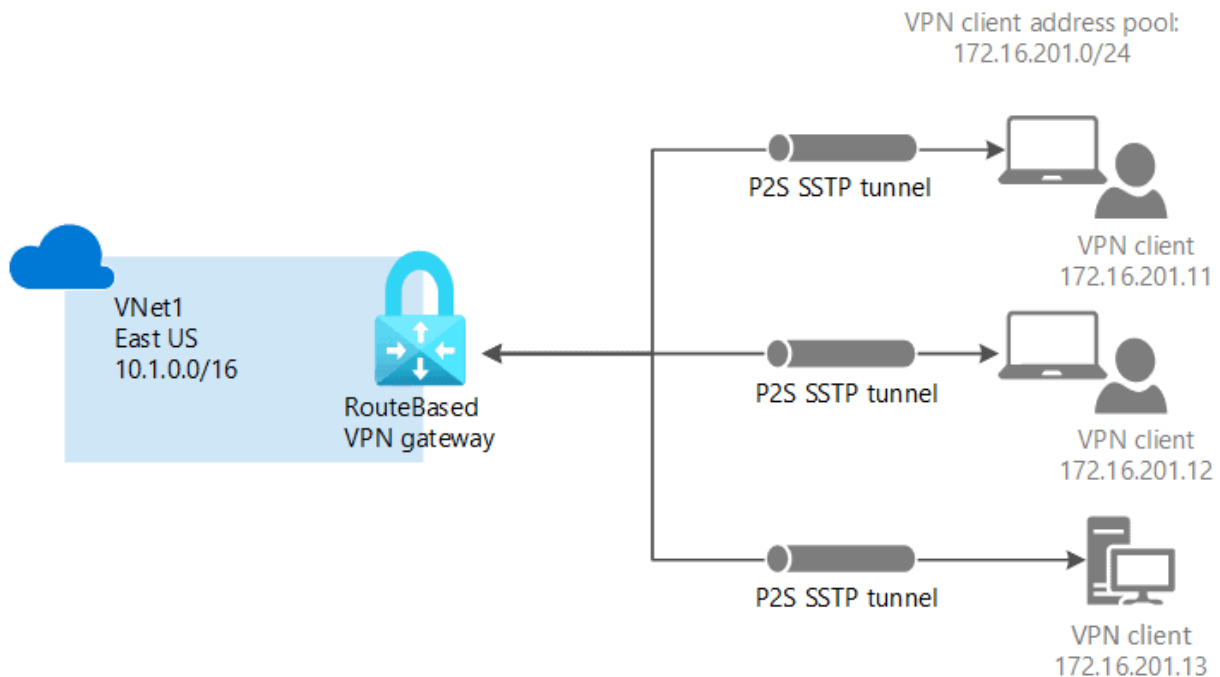 VPN client address pool:
172.16.201.0/24
P2S SSTP tunnel
VPN client
172.16.201.11
VNet1
East US
10.1.0.0/16
RouteBased
VPN gateway
P2S SSTP tunnel
VPN client
172.16.201.12
P2S SSTP tunnel
VPN client
172.16.201.13